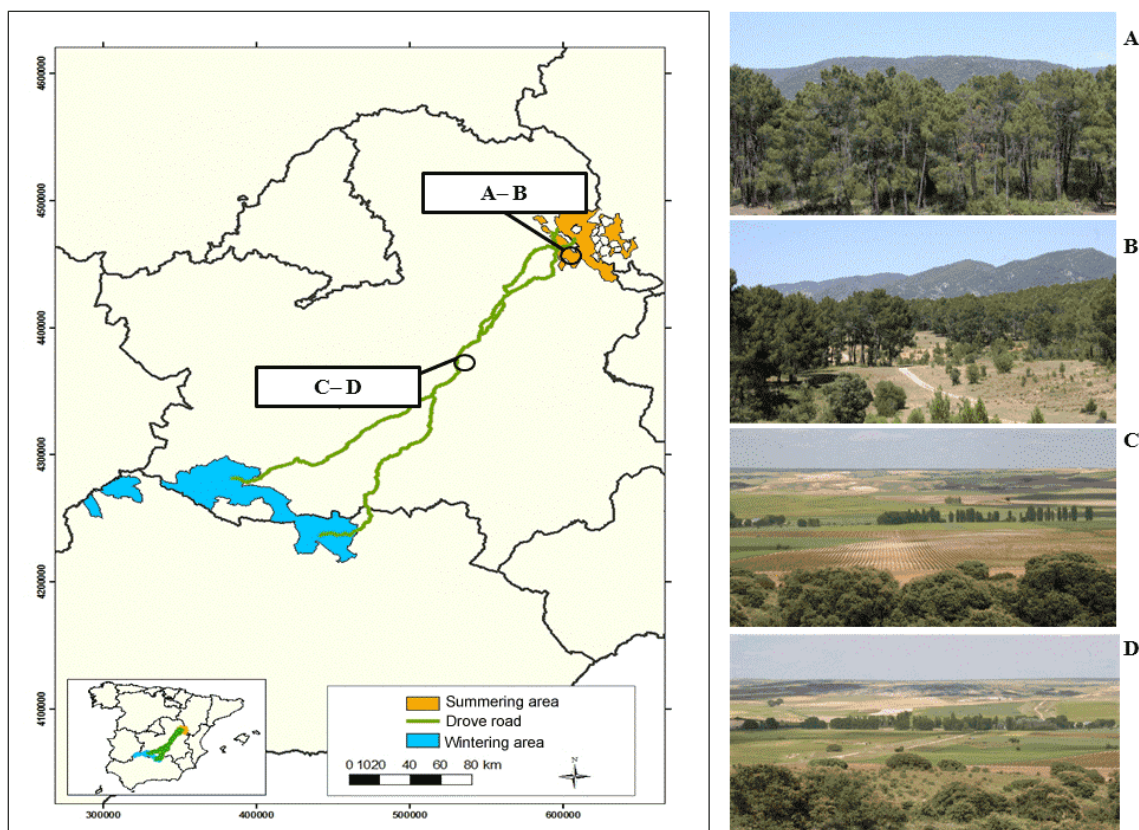 A
B
C
D
A– B
C– D
4600000
4500000
4400000
4300000
4200000
4100000
300000
400000
500000
600000
Summering area
Drove road
Wintering area
0 1020 40 60 80 km
N